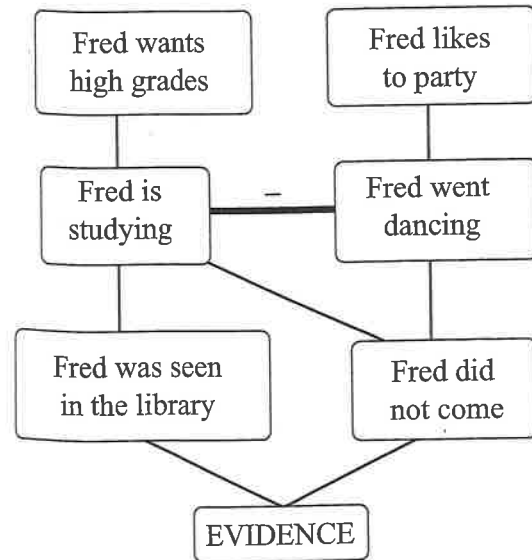 Fred wants
high grades
Fred likes
to party
Fred is
studying
–
Fred went
dancing
Fred was seen
in the library
Fred did
not come
EVIDENCE